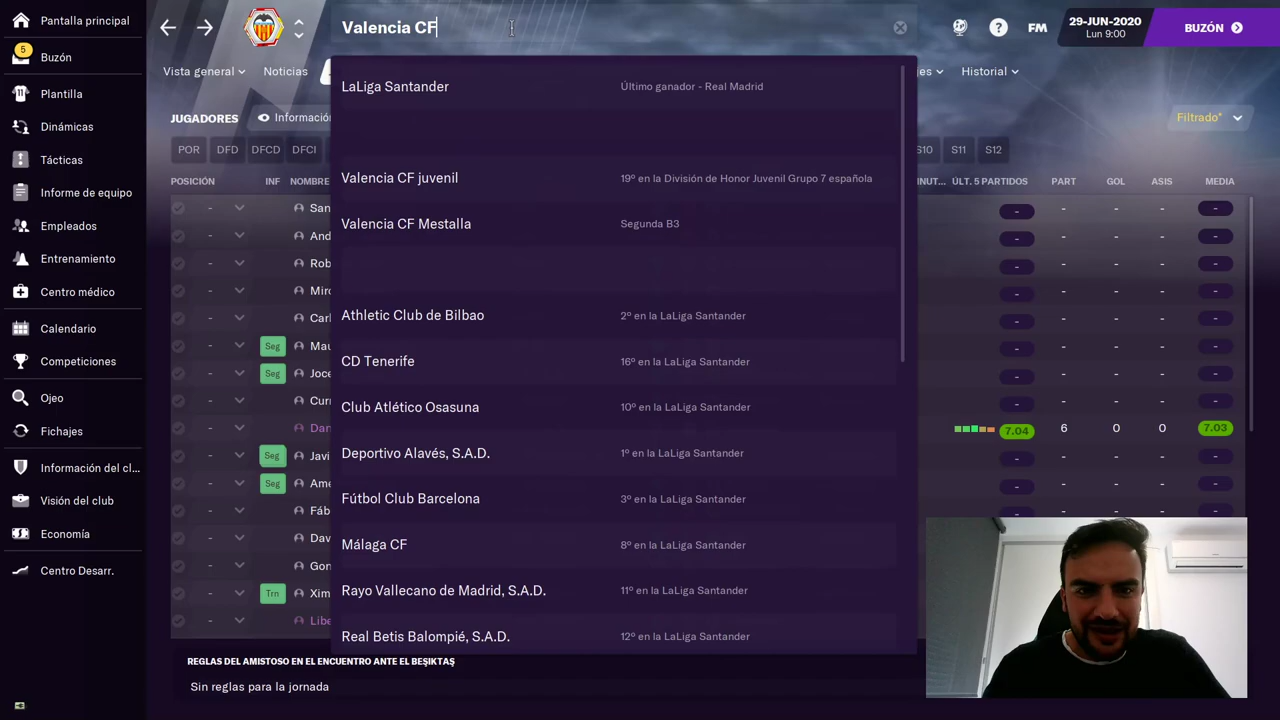 Pantalla principal
5
Buzón
Plantilla
Dinámicas
Tácticas
Informe de equipo
Empleados
Entrenamiento
Centro médico
Calendario
Competiciones
Ojeo
Fichajes
Información del cl...
Visión del club
Economía
Centro Desarr.
Valencia CF
FM
29-JUN-2020
Lun 9:00
BUZÓN
Vista general
Noticias
Historial
JUGADORES
Filtrado*
POR DFD DFCD DFCI
S10 S11 S12
POSICIÓN INF
MINUT... ÚLT. 5 PARTIDOS PART GOL ASIS MEDIA
LaLiga Santander Último ganador - Real Madrid
Valencia CF juvenil 19º en la División de Honor Juvenil Grupo 7 española
Valencia CF Mestalla Segunda B3
Athletic Club de Bilbao 2º en la LaLiga Santander
CD Tenerife 16º en la LaLiga Santander
Club Atlético Osasuna 10º en la LaLiga Santander
Deportivo Alavés, S.A.D. 1º en la LaLiga Santander
Fútbol Club Barcelona 3º en la LaLiga Santander
Málaga CF 8º en la LaLiga Santander
Rayo Vallecano de Madrid, S.A.D. 11º en la LaLiga Santander
Real Betis Balompié, S.A.D. 12º en la LaLiga Santander
Seg
Seg
Seg
Seg
Trn
7.04 6 0 0 7.03
REGLAS DEL AMISTOSO EN EL ENCUENTRO ANTE EL BEŞIKTAŞ
Sin reglas para la jornada